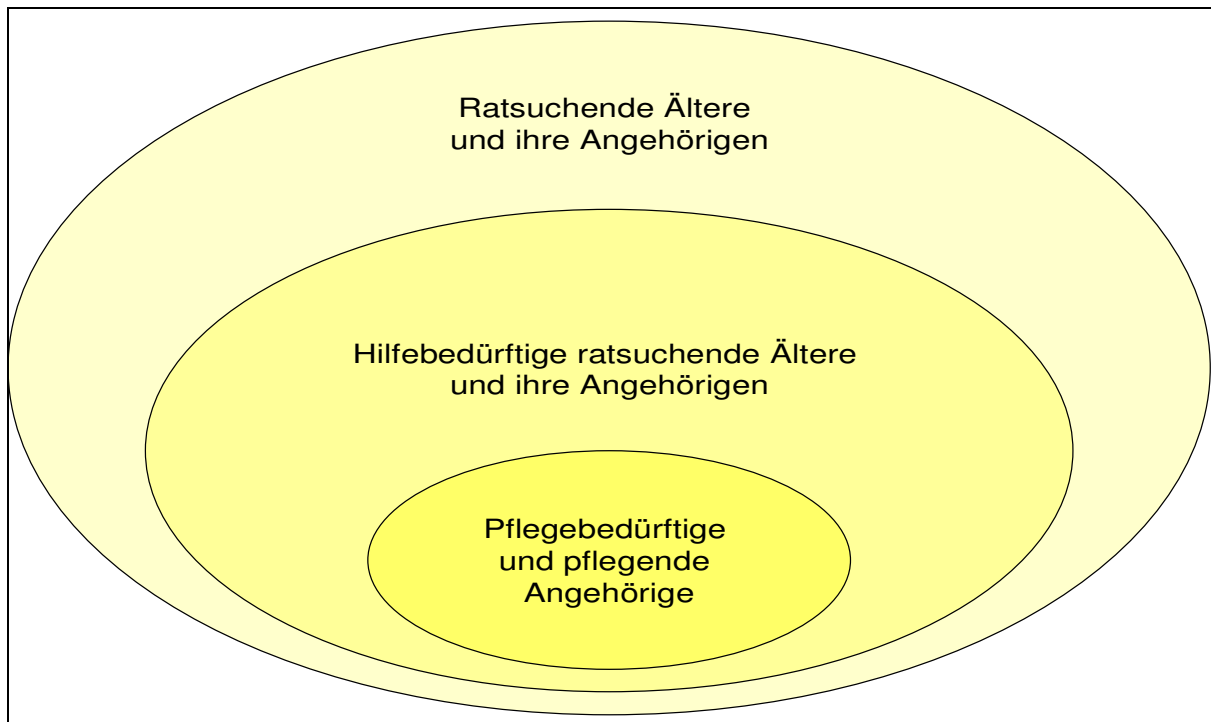 Ratsuchende Ältere
und ihre Angehörigen
Hilfebedürftige ratsuchende Ältere
und ihre Angehörigen
Pflegebedürftige
und pflegende
Angehörige